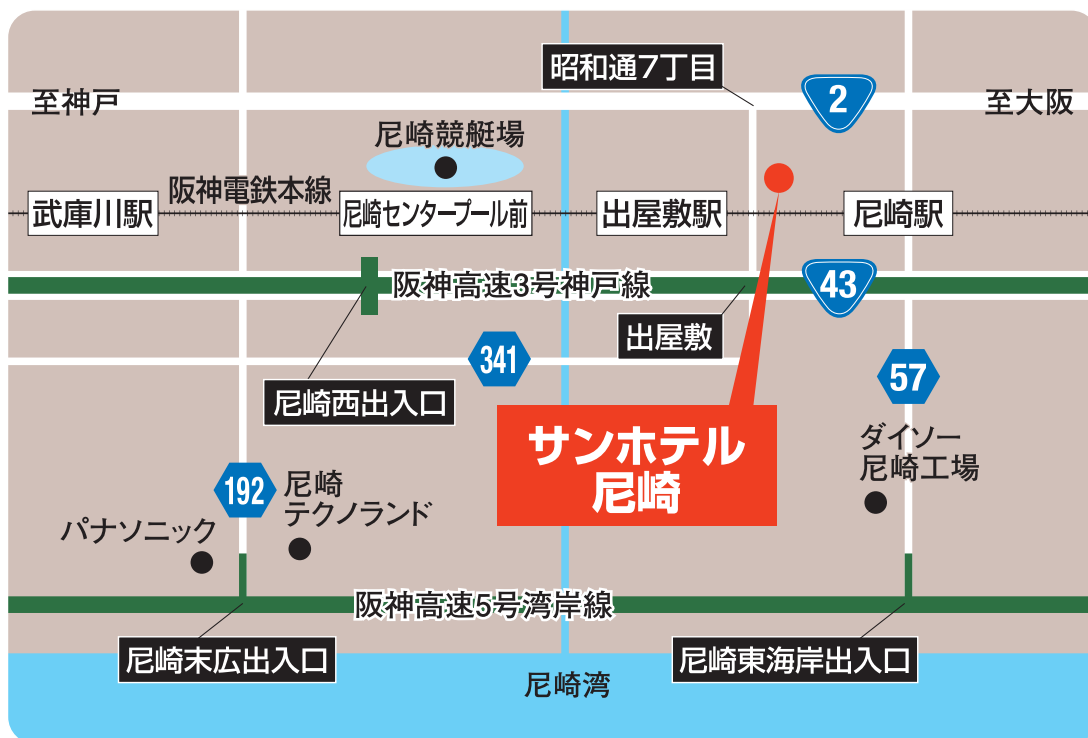 昭和通7丁目
2
至神戸
至大阪
尼崎競艇場
阪神電鉄本線
武庫川駅
尼崎センタープール前
出屋敷駅
尼崎駅
阪神高速3号神戸線
43
出屋敷
341
57
尼崎西出入口
サンホテル
尼崎
ダイソー
尼崎工場
192
尼崎
テクノランド
パナソニック
阪神高速5号湾岸線
尼崎末広出入口
尼崎東海岸出入口
尼崎湾